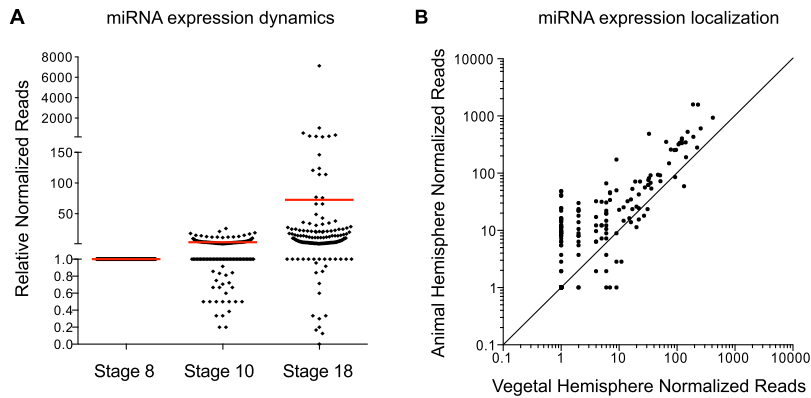 A
miRNA expression dynamics
Relative Normalized Reads
8000
6000
4000
2000
150
100
50
1.0
0.8
0.6
0.4
0.2
0.0
Stage 8
Stage 10
Stage 18
B
miRNA expression localization
Animal Hemisphere Normalized Reads
10000
1000
100
10
1
0.1
0.1
1
10
100
1000
10000
Vegetal Hemisphere Normalized Reads